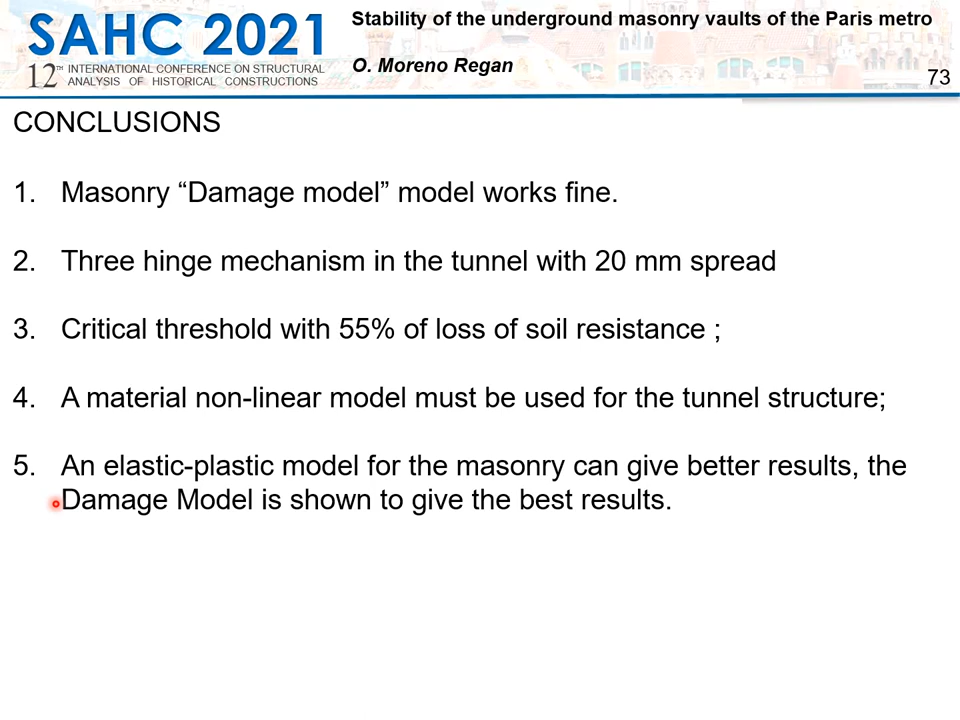 SAHC 2021
12TH INTERNATIONAL CONFERENCE ON STRUCTURAL
ANALYSIS OF HISTORICAL CONSTRUCTIONS
Stability of the underground masonry vaults of the Paris metro
O. Moreno Regan
73
CONCLUSIONS
1. Masonry “Damage model” model works fine.
2. Three hinge mechanism in the tunnel with 20 mm spread
3. Critical threshold with 55% of loss of soil resistance ;
4. A material non-linear model must be used for the tunnel structure;
5. An elastic-plastic model for the masonry can give better results, the
Damage Model is shown to give the best results.